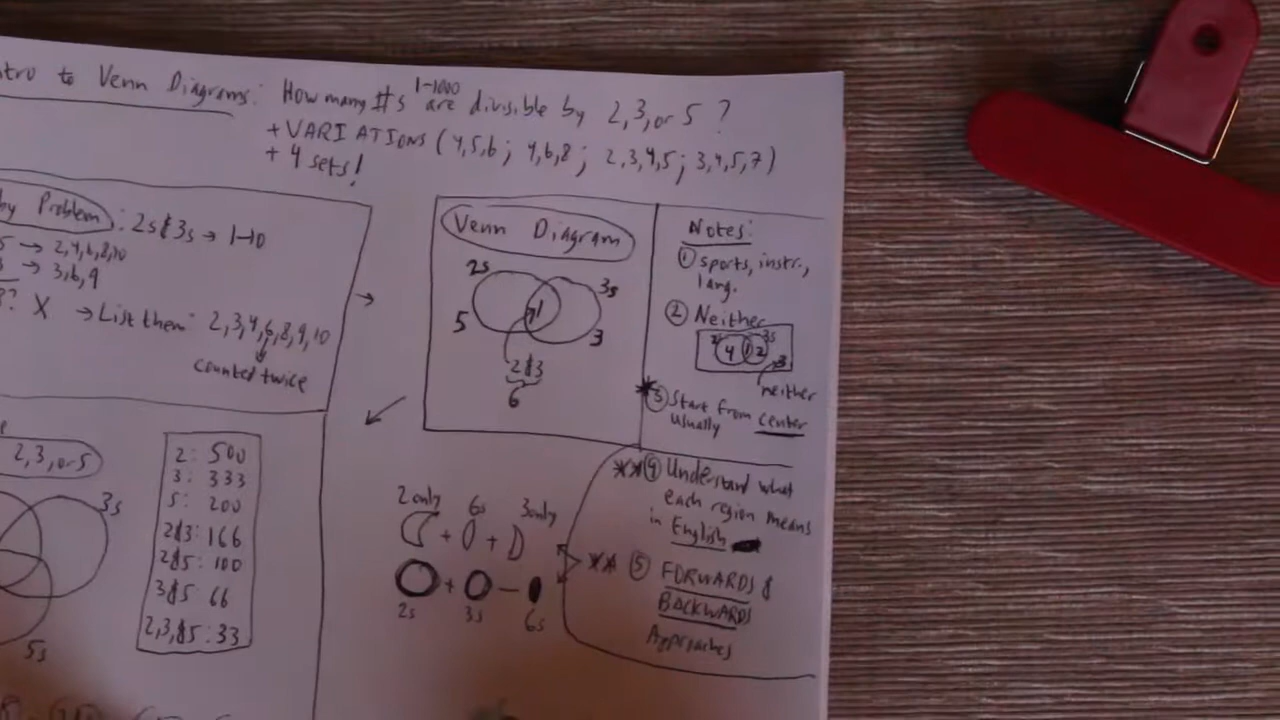 ntro to Venn Diagrams: How many #s 1-1000 are divisible by 2,3, or 5?
+ VARIATIONS (4,5,6; 4,6,8; 2,3,4,5; 3,4,5,7)
+ 4 sets!
by Problem: 2s & 3s → 1→10
→ 2,4,6,8,10
→ 3,6,9
? X → List them: 2,3,4,6,8,9,10
counted twice
Venn Diagram
2s
3s
5
1
3
2&3
6
Notes:
① sports, instr.,
lang.
② Neither
2s
3s
4 1 2
3
neither
* ③ Start from center
usually
** ④ Understand what
each region means
in English
** ⑤ FORWARDS &
BACKWARDS
Approaches
2,3, or 5
3s
5s
2: 500
3: 333
5: 200
2&3: 166
2&5: 100
3&5: 66
2,3,&5: 33
2 only 6s 3 only
+ +
+ −
2s 3s 6s